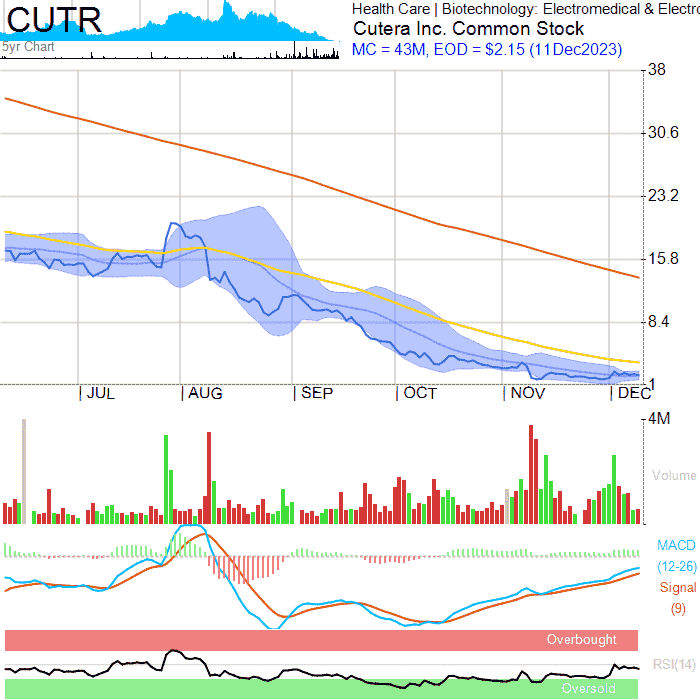 CUTR
Health Care | Biotechnology: Electromedical & Electro
Cutera Inc. Common Stock
MC = 43M, EOD = $2.15 (11Dec2023)
5yr Chart
38
30.6
23.2
15.8
8.4
1
JUL
AUG
SEP
OCT
NOV
DEC
4M
Volume
MACD
(12-26)
Signal
(9)
Overbought
RSI(14)
Oversold